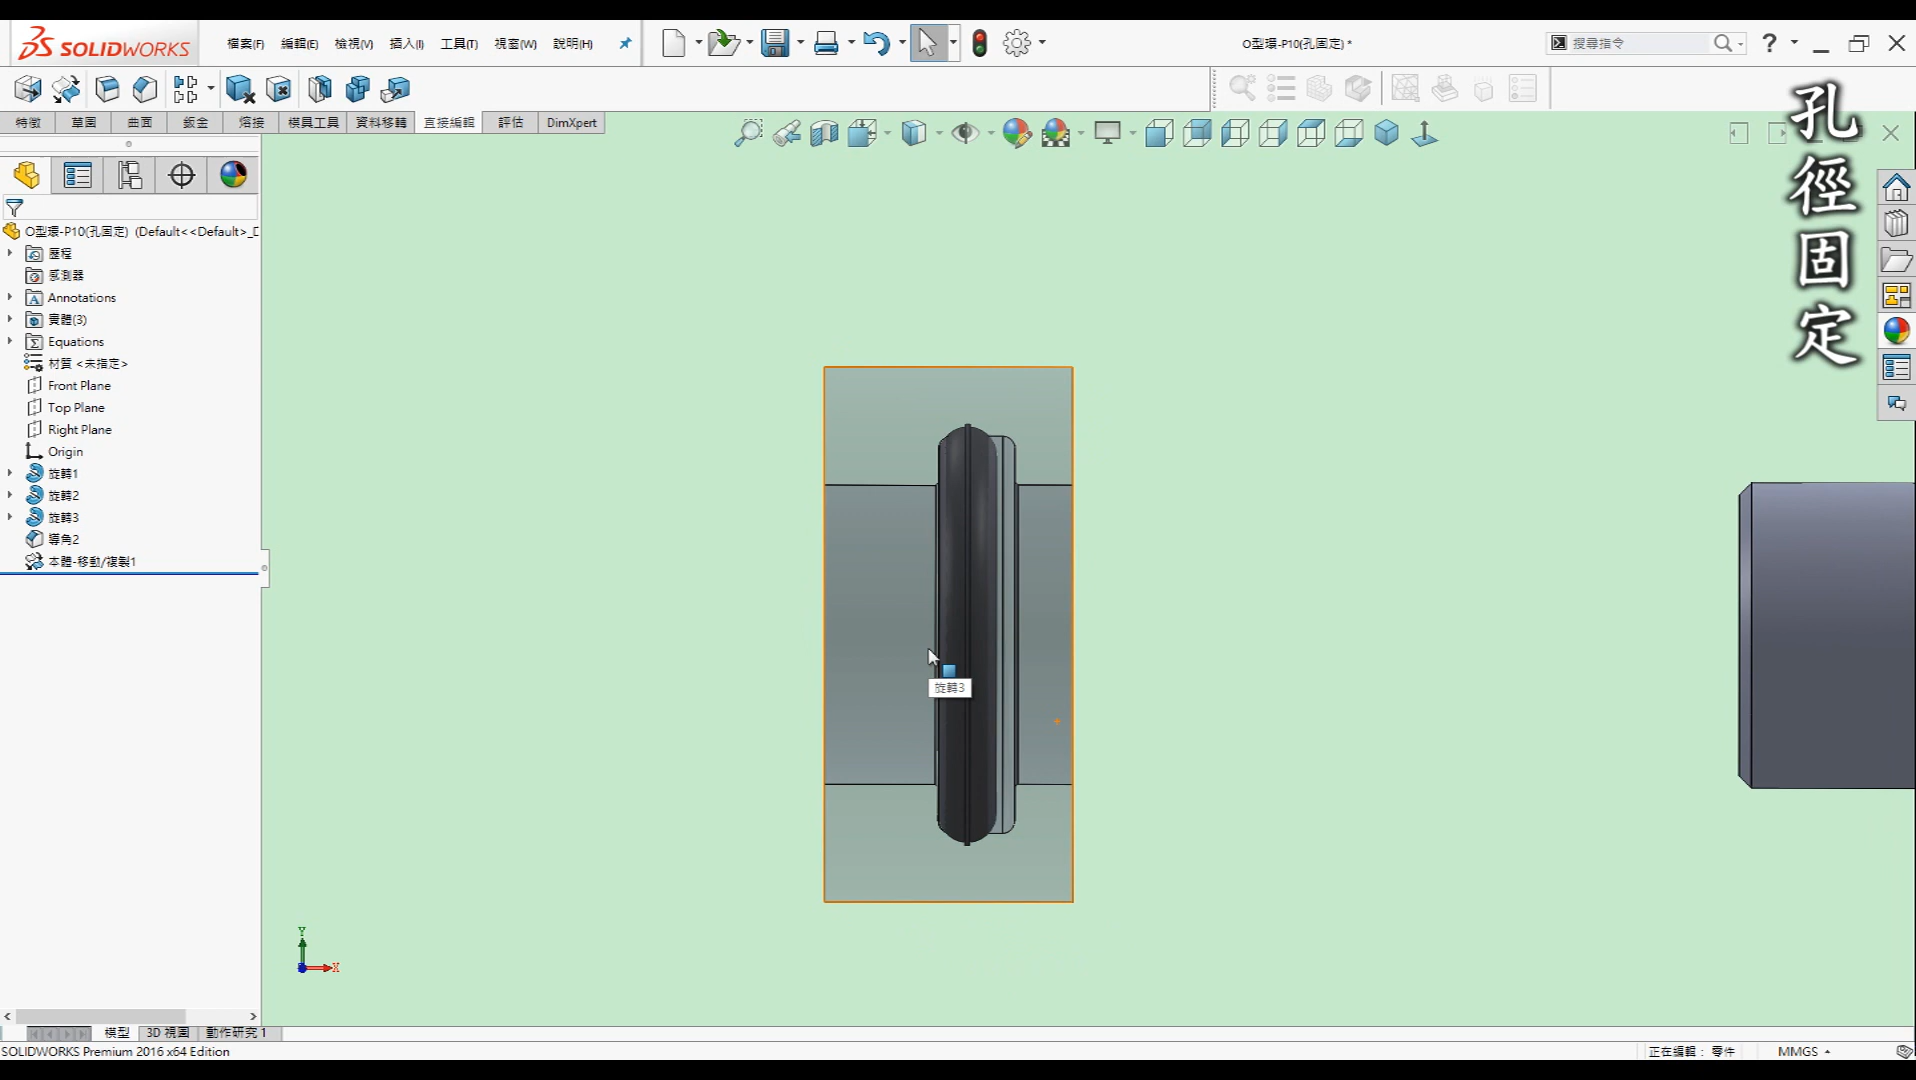 SOLIDWORKS
檔案(F) 編輯(E) 檢視(V) 插入(I) 工具(T) 視窗(W) 說明(H)
O型環-P10(孔固定) *
搜尋指令
?
特徵 草圖 曲面 鈑金 熔接 模具工具 資料移轉 直接編輯 評估 DimXpert
孔徑固定
O型環-P10(孔固定) (Default<<Default>_D
歷程
感測器
Annotations
實體(3)
Equations
材質 <未指定>
Front Plane
Top Plane
Right Plane
Origin
旋轉1
旋轉2
旋轉3
導角2
本體-移動/複製1
旋轉3
Y
X
模型 3D 視圖 動作研究 1
SOLIDWORKS Premium 2016 x64 Edition
正在編輯： 零件
MMGS